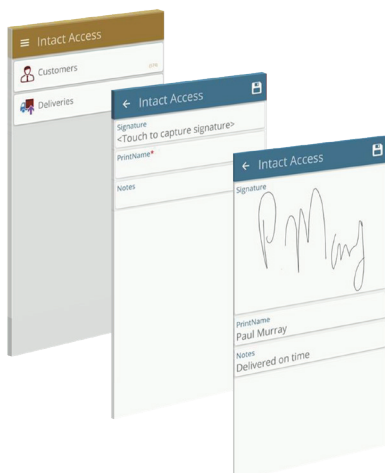 Intact Access
Customers
Deliveries
Intact Access
Signature
<Touch to capture signature>
PrintName*
Notes
Intact Access
Signature
P Murray
PrintName
Paul Murray
Notes
Delivered on time